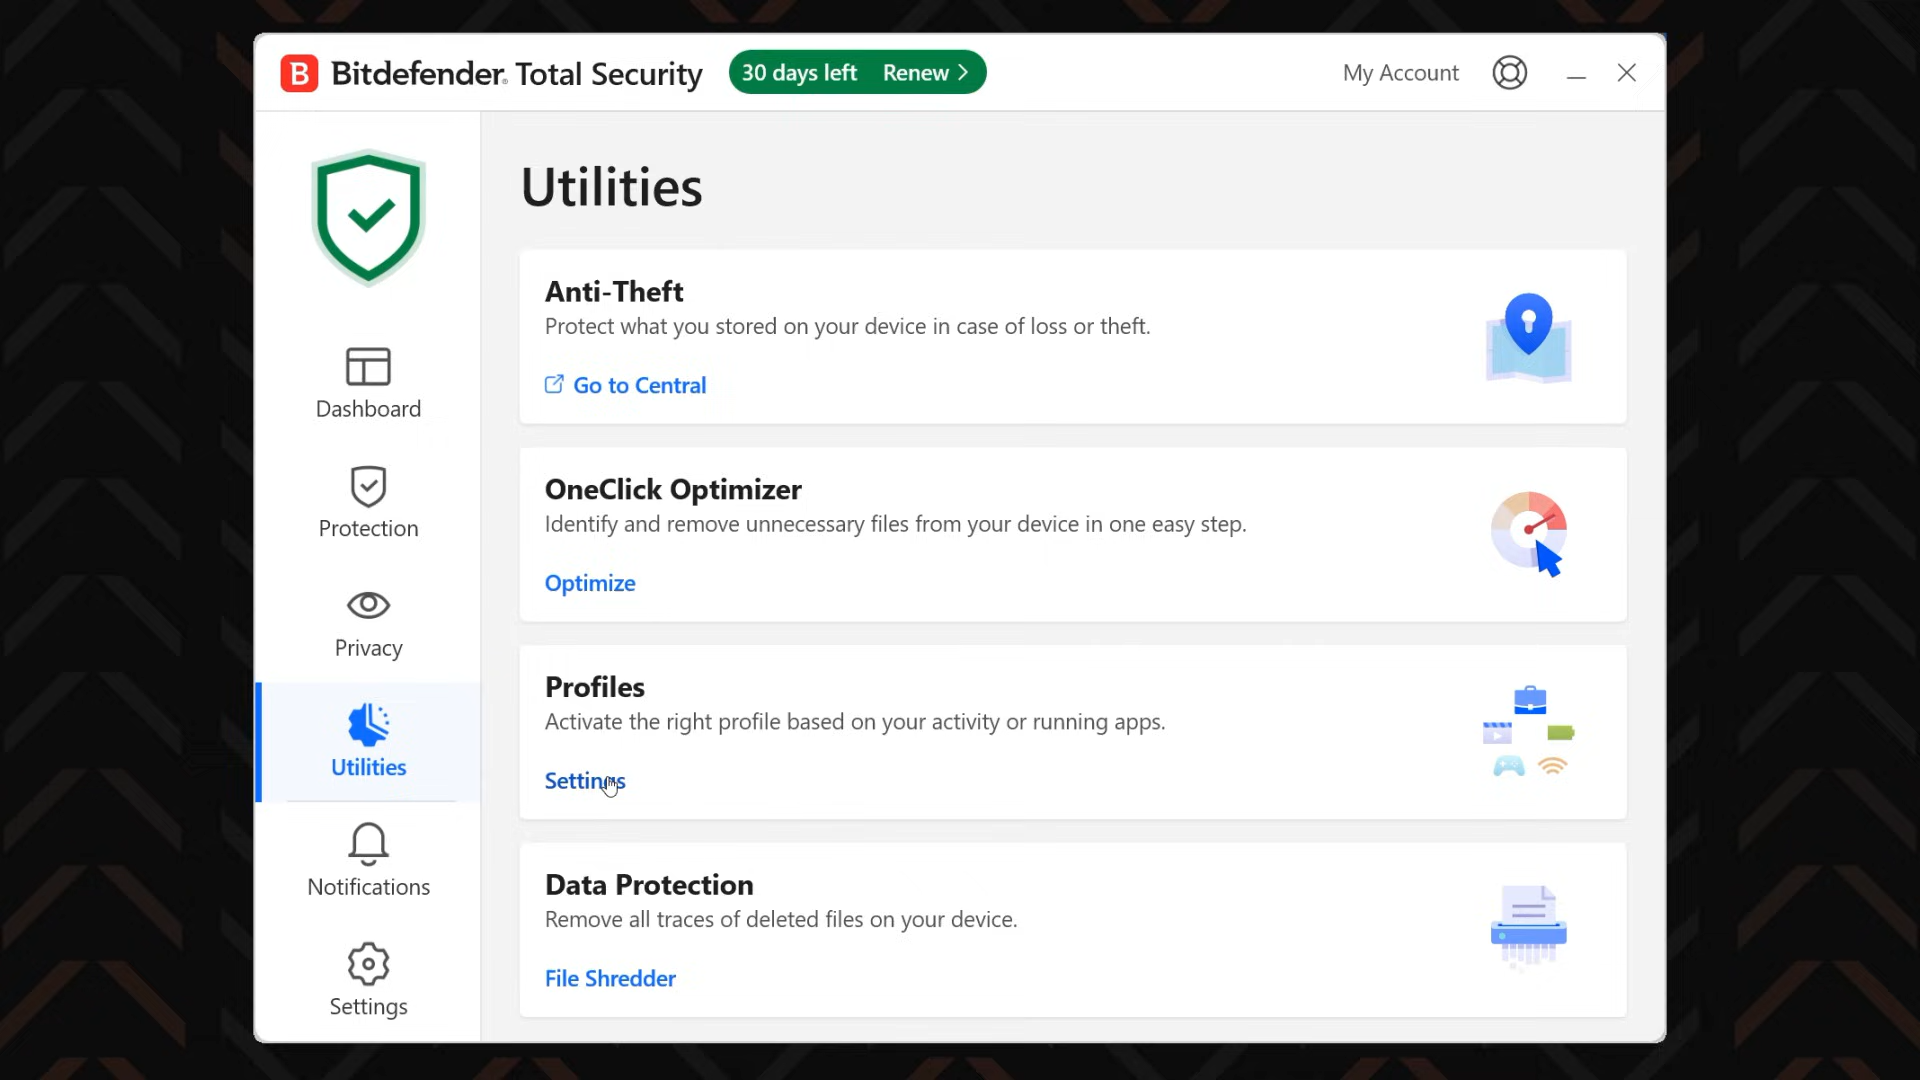 B Bitdefender Total Security 30 days left Renew My Account
Utilities
Anti-Theft
Protect what you stored on your device in case of loss or theft.
Go to Central
Dashboard
OneClick Optimizer
Identify and remove unnecessary files from your device in one easy step.
Protection
Optimize
Privacy
Profiles
Activate the right profile based on your activity or running apps.
Utilities
Settings
Notifications
Data Protection
Remove all traces of deleted files on your device.
File Shredder
Settings